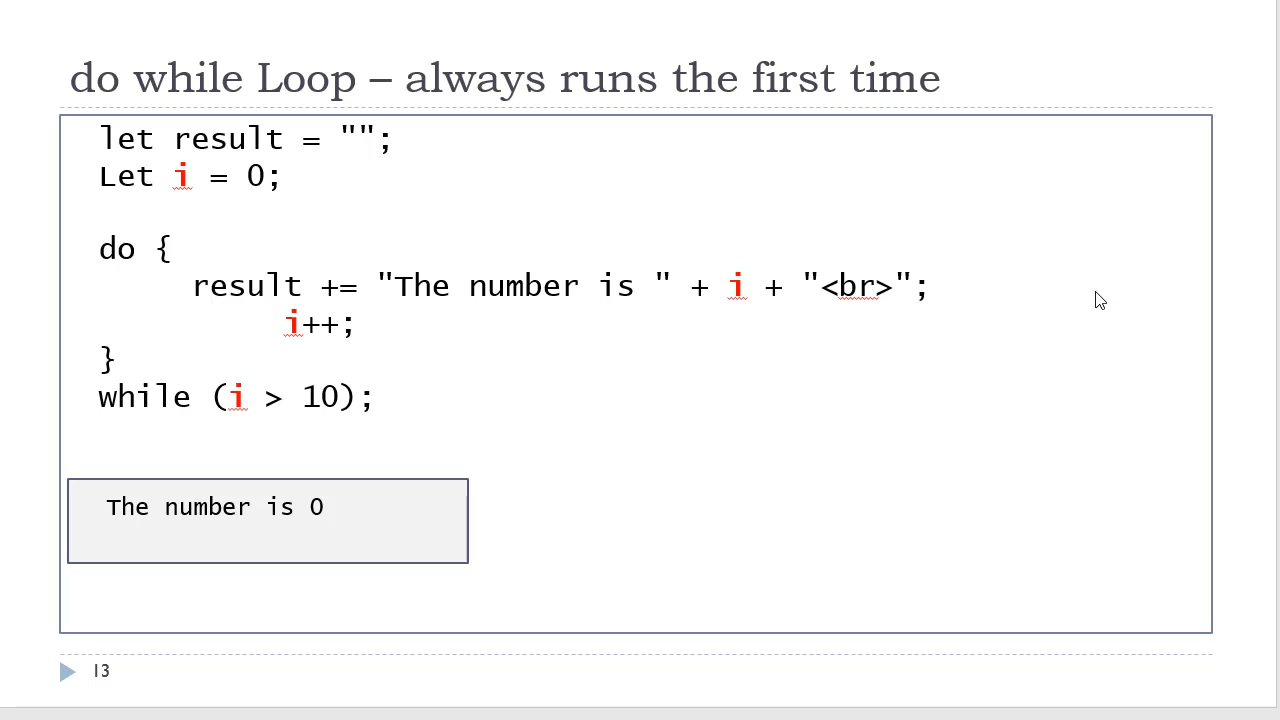 do while Loop – always runs the first time
let result = "";
Let i = 0;
do {
result += "The number is " + i + "<br>";
i++;
}
while (i > 10);
The number is 0
13